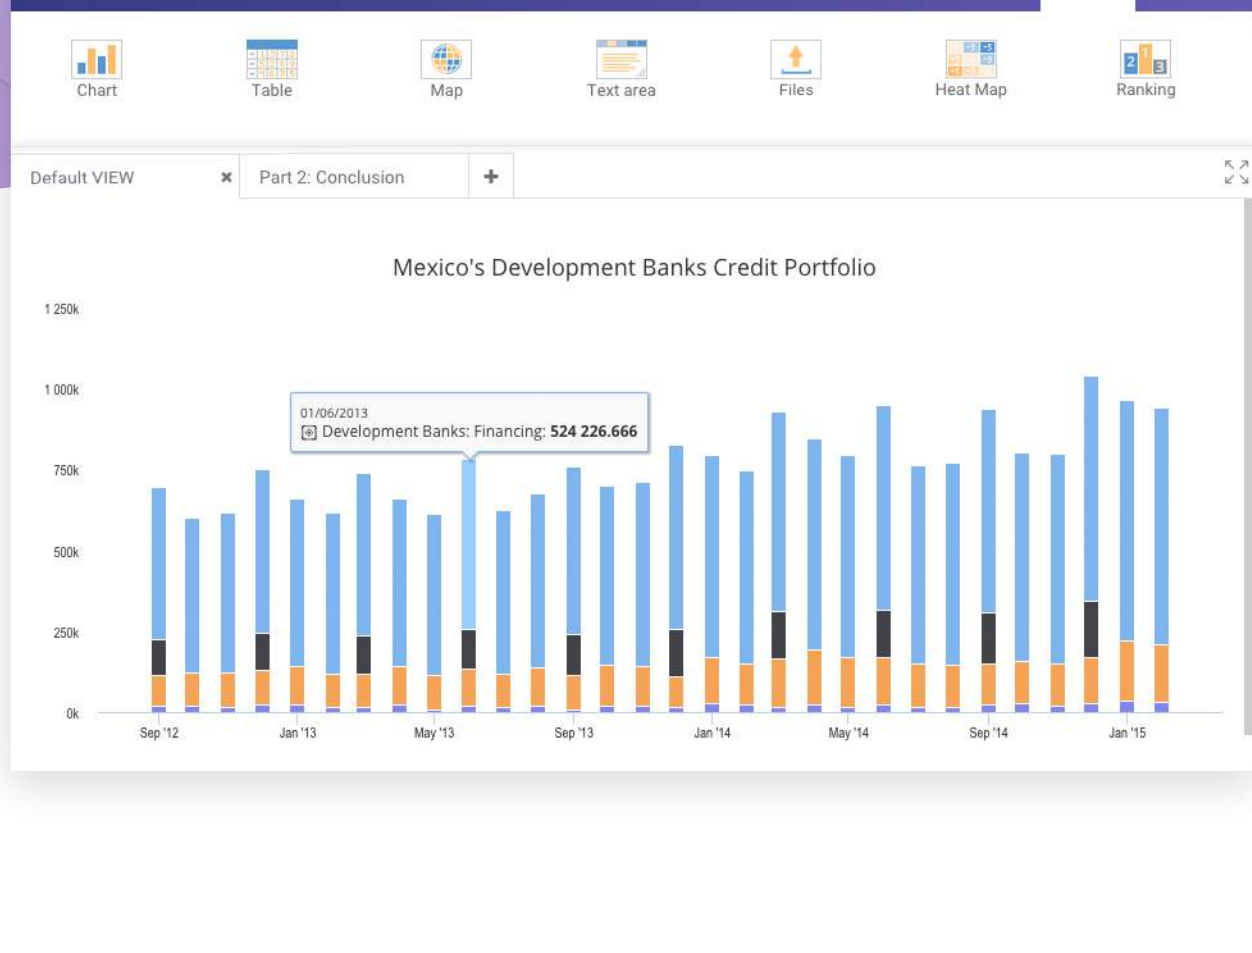 Chart
Table
Map
Text area
Files
Heat Map
Ranking
Default VIEW
Part 2: Conclusion
Mexico's Development Banks Credit Portfolio
1 250k
1 000k
750k
500k
250k
0k
01/06/2013
Development Banks: Financing: 524 226.666
Sep '12
Jan '13
May '13
Sep '13
Jan '14
May '14
Sep '14
Jan '15